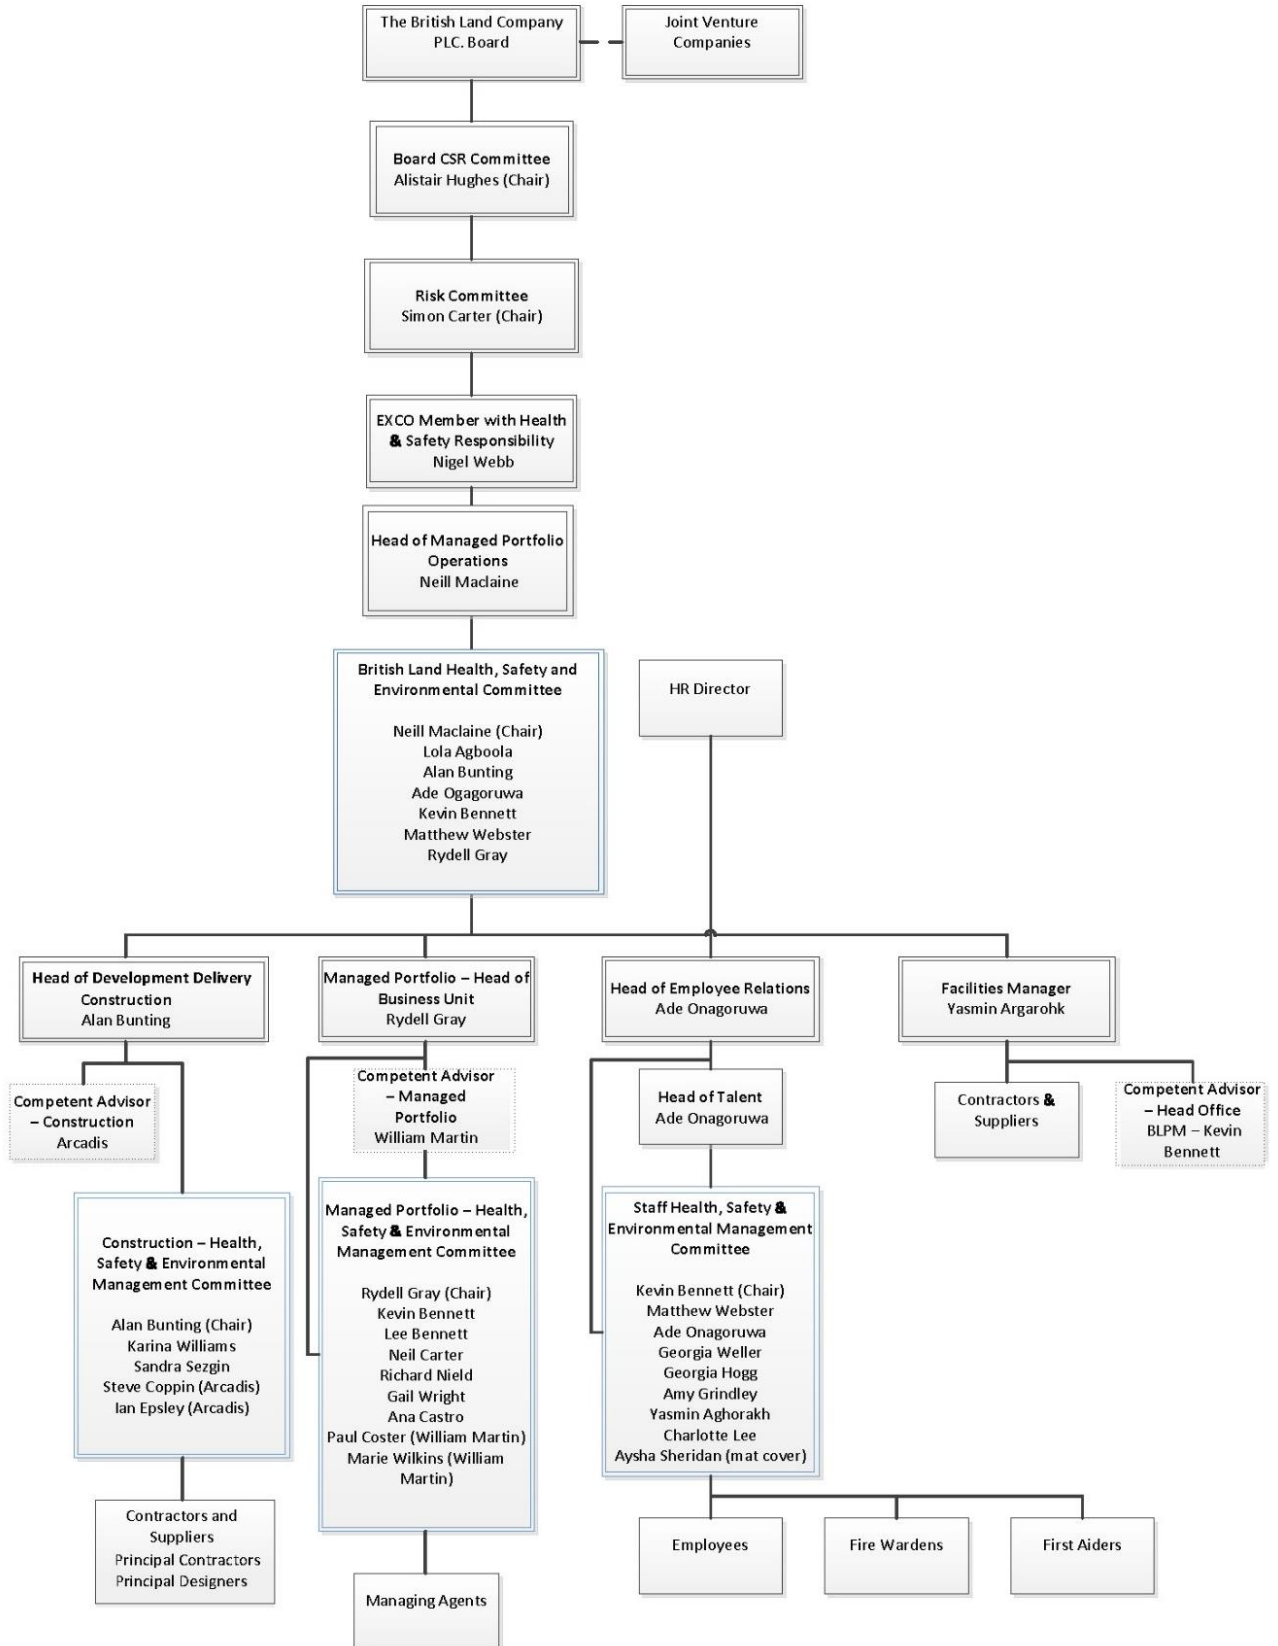 The British Land Company
PLC. Board
Joint Venture
Companies
Board CSR Committee
Alistair Hughes (Chair)
Risk Committee
Simon Carter (Chair)
EXCO Member with Health
& Safety Responsibility
Nigel Webb
Head of Managed Portfolio
Operations
Neill Maclaine
British Land Health, Safety and
Environmental Committee
Neill Maclaine (Chair)
Lola Agboola
Alan Bunting
Ade Ogagoruwa
Kevin Bennett
Matthew Webster
Rydell Gray
HR Director
Head of Development Delivery
Construction
Alan Bunting
Managed Portfolio – Head of
Business Unit
Rydell Gray
Head of Employee Relations
Ade Onagoruwa
Facilities Manager
Yasmin Argarohk
Competent Advisor
– Construction
Arcadis
Competent Advisor
– Managed
Portfolio
William Martin
Head of Talent
Ade Onagoruwa
Contractors &
Suppliers
Competent Advisor
– Head Office
BLPM – Kevin
Bennett
Construction – Health,
Safety & Environmental
Management Committee
Alan Bunting (Chair)
Karina Williams
Sandra Sezgin
Steve Coppin (Arcadis)
Ian Epsley (Arcadis)
Managed Portfolio – Health,
Safety & Environmental
Management Committee
Rydell Gray (Chair)
Kevin Bennett
Lee Bennett
Neil Carter
Richard Nield
Gail Wright
Ana Castro
Paul Coster (William Martin)
Marie Wilkins (William
Martin)
Staff Health, Safety &
Environmental Management
Committee
Kevin Bennett (Chair)
Matthew Webster
Ade Onagoruwa
Georgia Weller
Georgia Hogg
Amy Grindley
Yasmin Aghorakh
Charlotte Lee
Aysha Sheridan (mat cover)
Contractors and
Suppliers
Principal Contractors
Principal Designers
Managing Agents
Employees
Fire Wardens
First Aiders